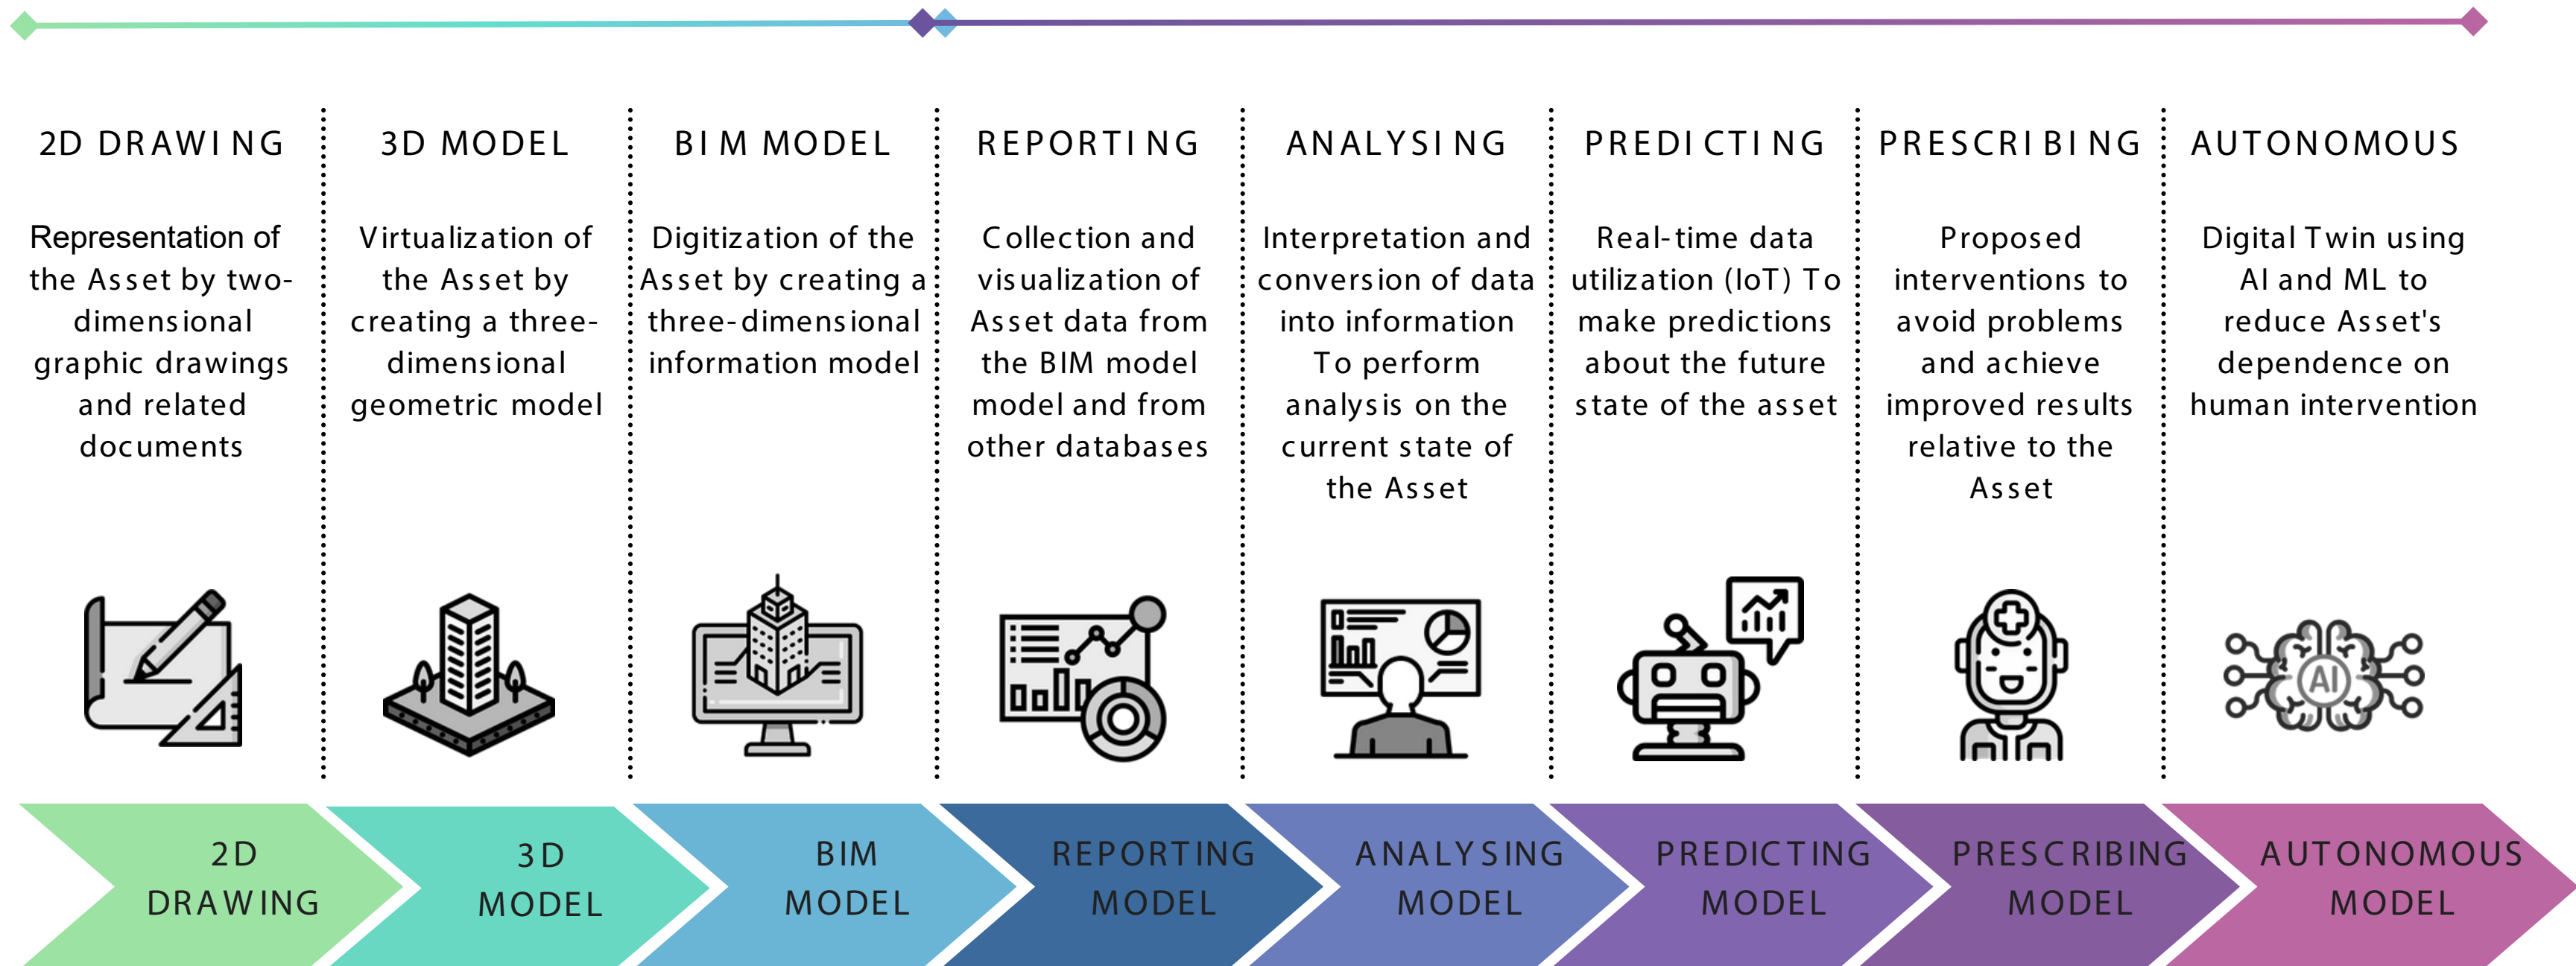 2D DRAWING
Representation of
the Asset by two-
dimensional
graphic drawings
and related
documents
3D MODEL
Virtualization of
the Asset by
creating a three-
dimensional
geometric model
BIM MODEL
Digitization of the
Asset by creating a
three-dimensional
information model
REPORTING
Collection and
visualization of
Asset data from
the BIM model
model and from
other databases
ANALYSING
Interpretation and
conversion of data
into information
To perform
analysis on the
current state of
the Asset
PREDICTING
Real-time data
utilization (IoT) To
make predictions
about the future
state of the asset
PRESCRIBING
Proposed
interventions to
avoid problems
and achieve
improved results
relative to the
Asset
AUTONOMOUS
Digital Twin using
AI and ML to
reduce Asset's
dependence on
human intervention
AI
2D
DRAWING
3D
MODEL
BIM
MODEL
REPORTING
MODEL
ANALYSING
MODEL
PREDICTING
MODEL
PRESCRIBING
MODEL
AUTONOMOUS
MODEL